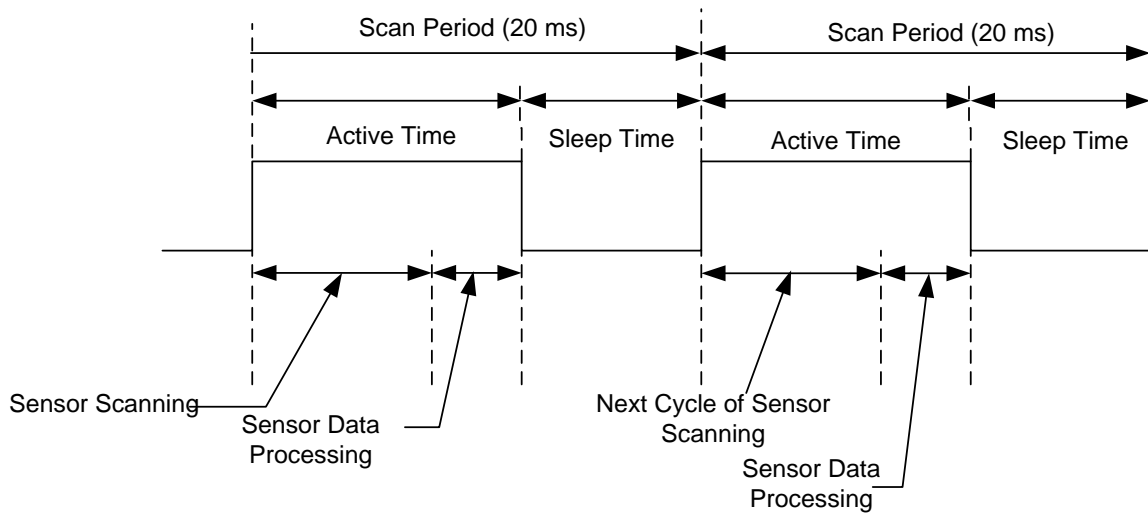 Scan Period (20 ms)
Scan Period (20 ms)
Active Time
Sleep Time
Active Time
Sleep Time
Sensor Scanning
Sensor Data
Processing
Next Cycle of Sensor
Scanning
Sensor Data
Processing